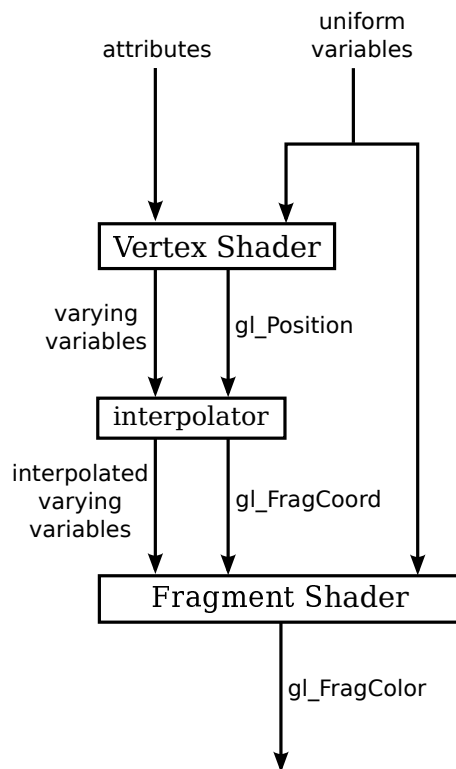 uniform
variables
attributes
Vertex Shader
varying
variables
gl_Position
interpolator
interpolated
varying
variables
gl_FragCoord
Fragment Shader
gl_FragColor